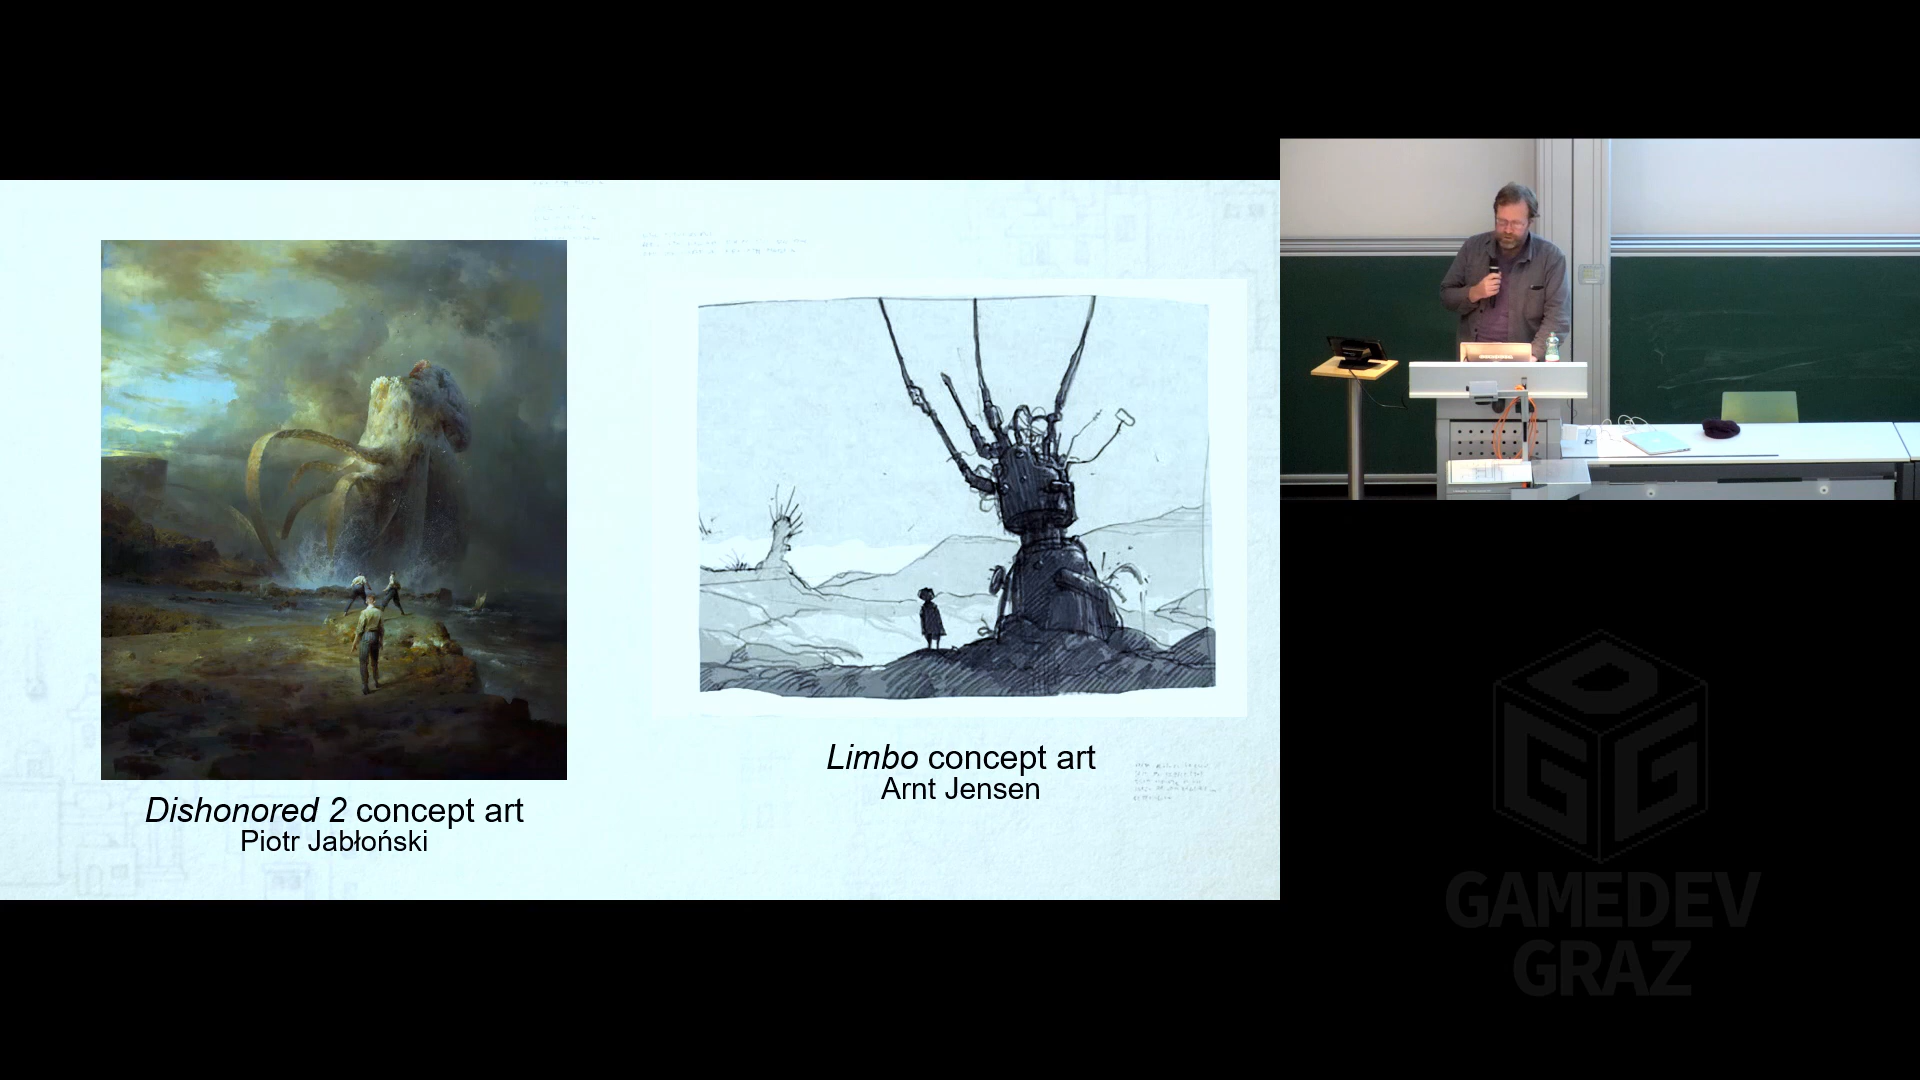 Dishonored 2 concept art
Piotr Jabłoński
Limbo concept art
Arnt Jensen
GAMEDEV
GRAZ